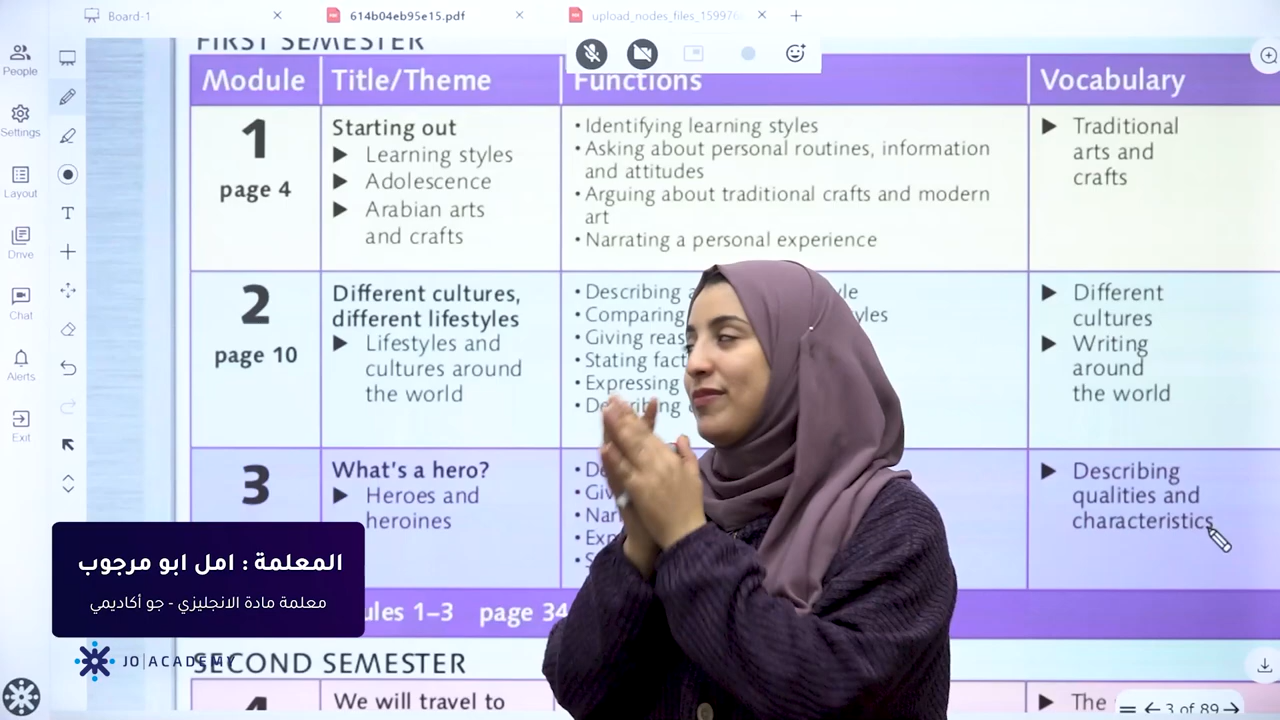 Board-1
614b04eb95e15.pdf
upload_nodes_files_159976
People
Settings
Layout
Drive
Chat
Alerts
Exit
FIRST SEMESTER
Module
Title/Theme
Functions
Vocabulary
1
page 4
Starting out
▶ Learning styles
▶ Adolescence
▶ Arabian arts
and crafts
• Identifying learning styles
• Asking about personal routines, information
and attitudes
• Arguing about traditional crafts and modern
art
• Narrating a personal experience
▶ Traditional
arts and
crafts
2
page 10
Different cultures,
different lifestyles
▶ Lifestyles and
cultures around
the world
• Describing
• Comparing
• Giving
• Stating
• Expressing
▶ Different
cultures
▶ Writing
around
the world
3
What's a hero?
▶ Heroes and
heroines
▶ Describing
qualities and
characteristics
1–3 page 34
المعلمة : امل ابو مرجوب
معلمة مادة الانجليزي - جو أكاديمي
JO|ACADEMY
SECOND SEMESTER
We will travel to
▶ The
3 of 89